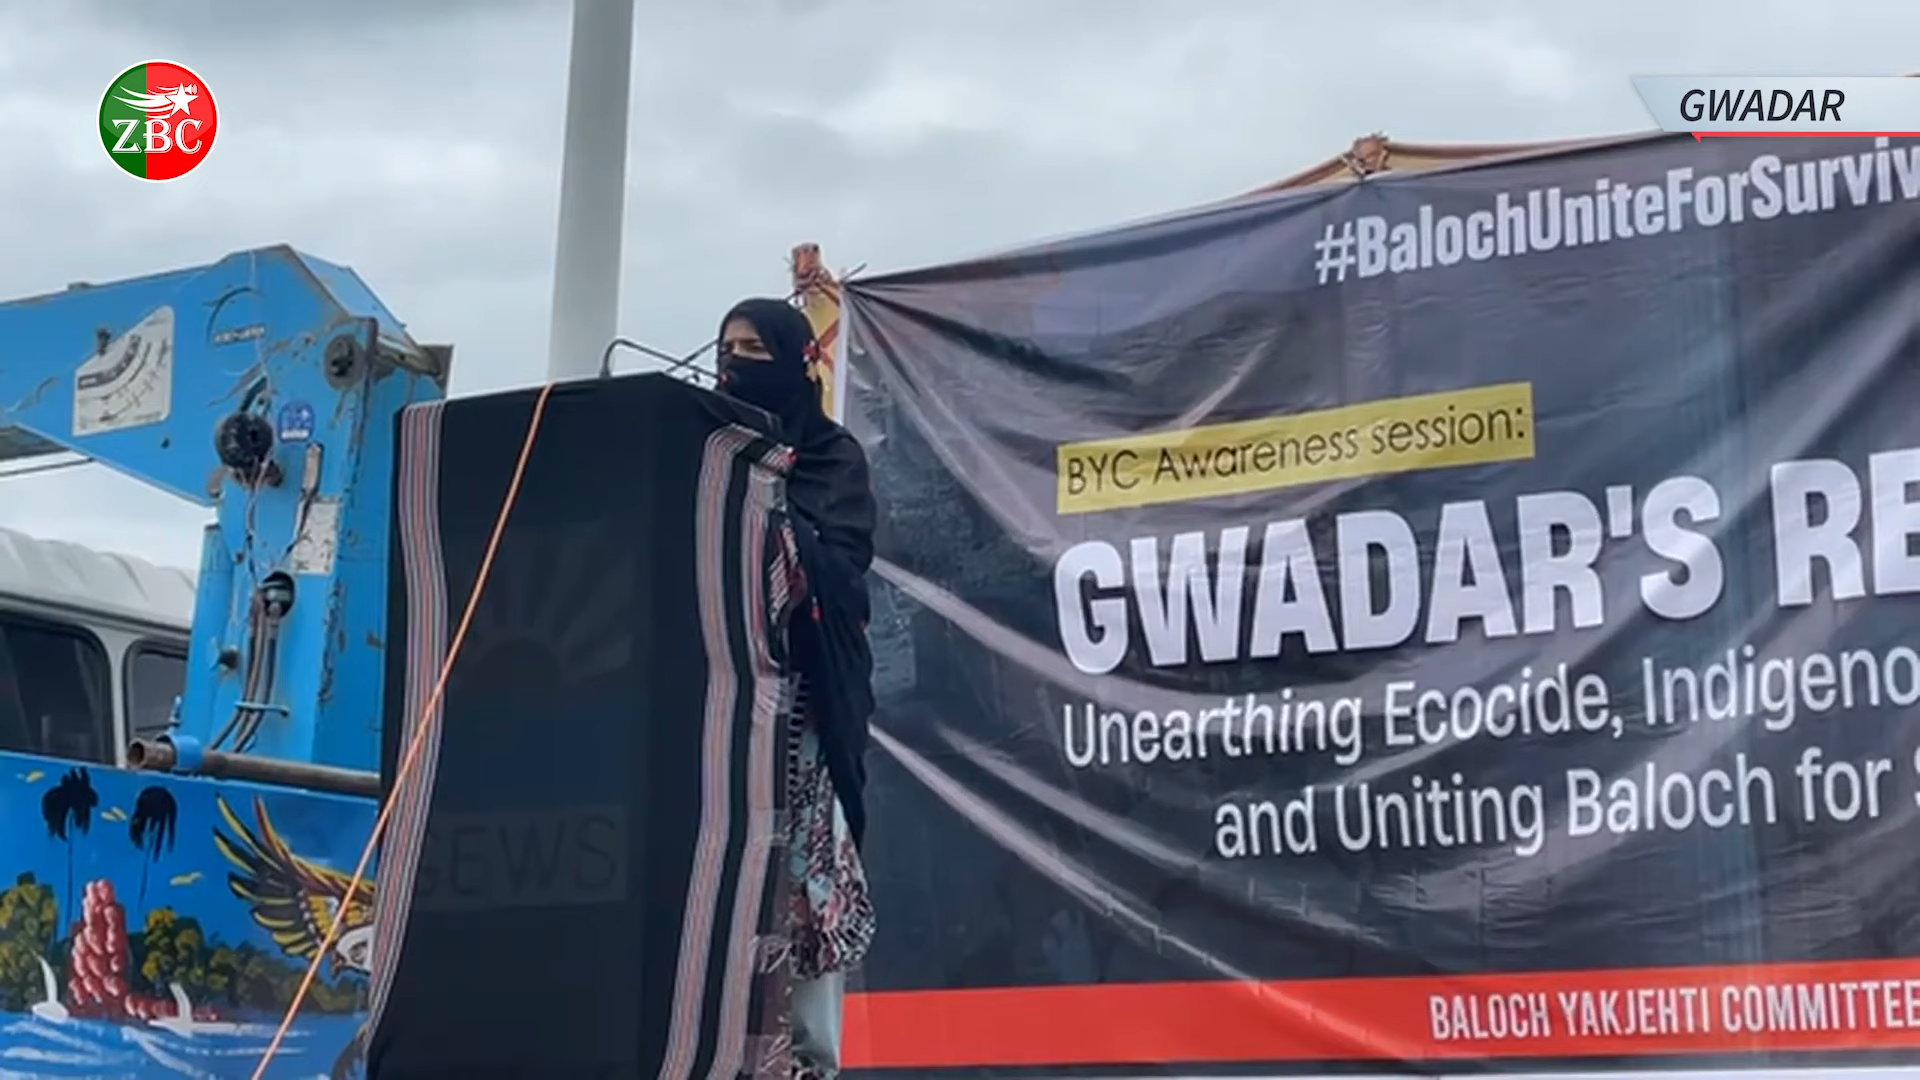 ZBC
GWADAR
#BalochUniteForSurviv
BYC Awareness session:
GWADAR'S RE
Unearthing Ecocide, Indigeno
and Uniting Baloch for
BALOCH YAKJEHTI COMMITTEE